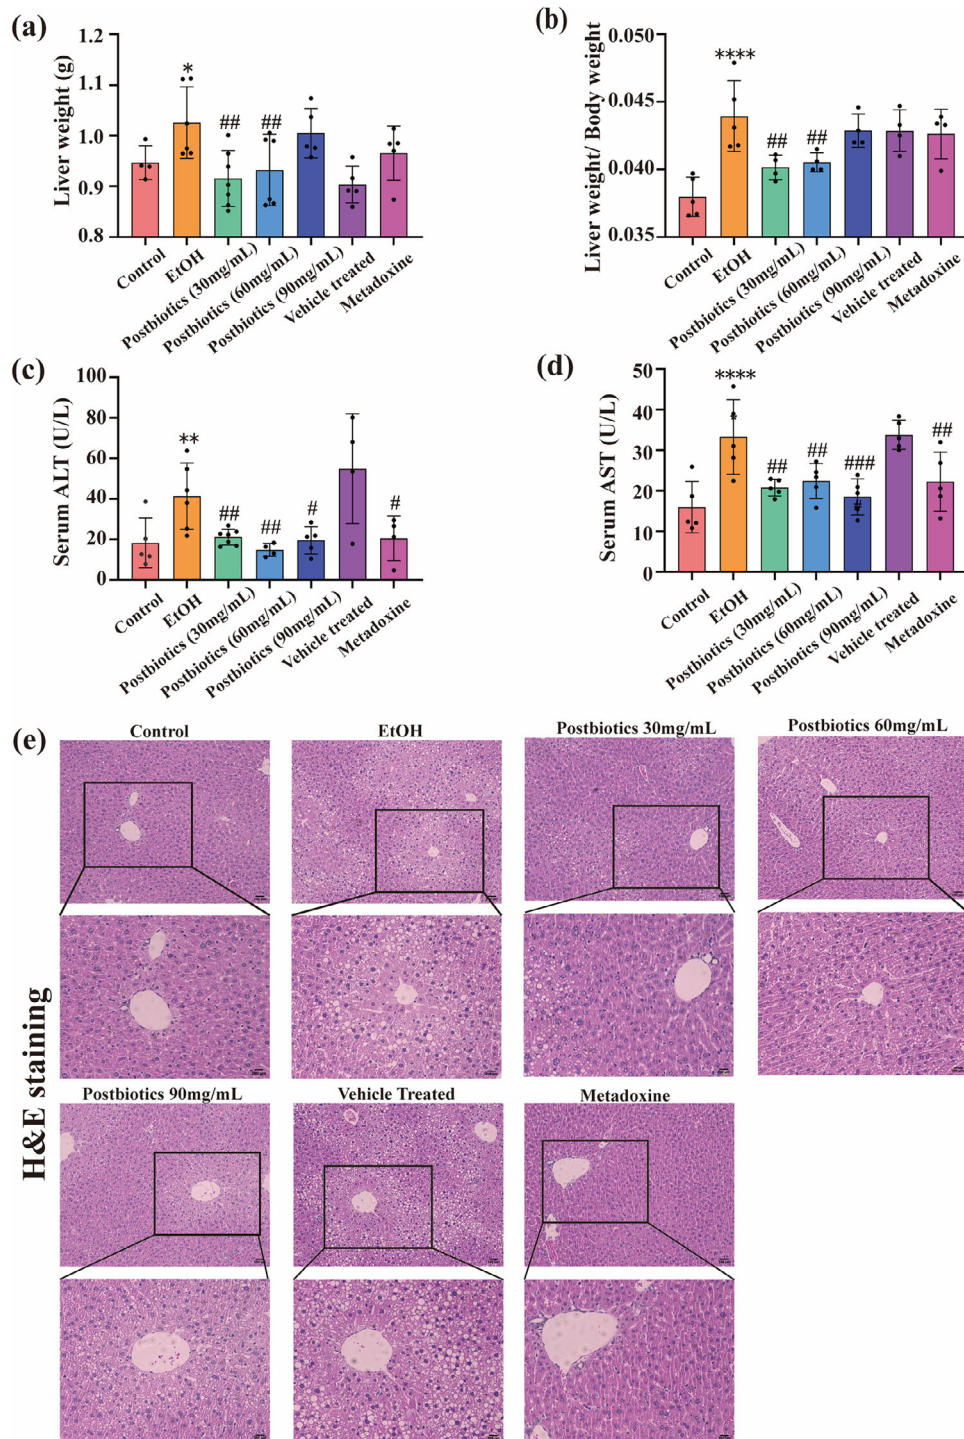 (a)
Liver weight (g)
1.2
1.1
1.0
0.9
0.8
*
##
##
Control
EtOH
Postbiotics (30mg/mL)
Postbiotics (60mg/mL)
Postbiotics (90mg/mL)
Vehicle treated
Metadoxine
(b)
Liver weight/ Body weight
0.050
0.045
0.040
0.035
****
##
##
Control
EtOH
Postbiotics (30mg/mL)
Postbiotics (60mg/mL)
Postbiotics (90mg/mL)
Vehicle treated
Metadoxine
(c)
Serum ALT (U/L)
100
80
60
40
20
0
**
##
##
#
#
Control
EtOH
Postbiotics (30mg/mL)
Postbiotics (60mg/mL)
Postbiotics (90mg/mL)
Vehicle treated
Metadoxine
(d)
Serum AST (U/L)
50
40
30
20
10
0
****
##
##
###
##
Control
EtOH
Postbiotics (30mg/mL)
Postbiotics (60mg/mL)
Postbiotics (90mg/mL)
Vehicle treated
Metadoxine
(e)
H&E staining
Control
EtOH
Postbiotics 30mg/mL
Postbiotics 60mg/mL
Postbiotics 90mg/mL
Vehicle Treated
Metadoxine